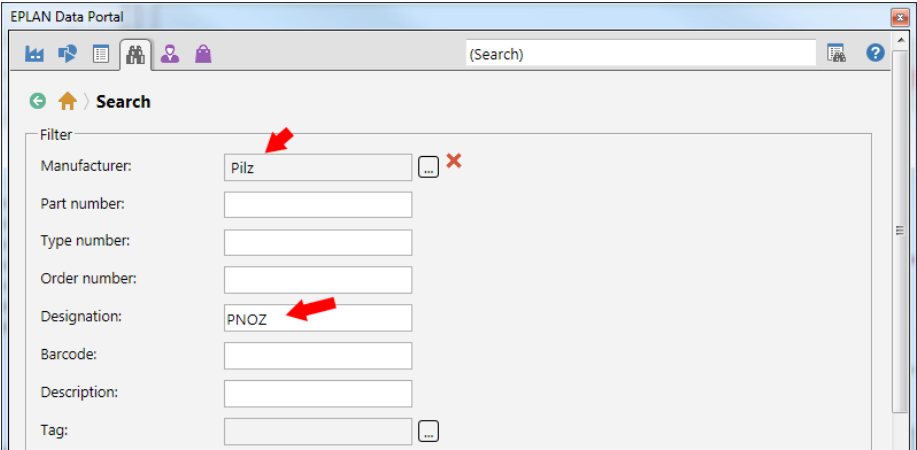 EPLAN Data Portal
(Search)
Search
Filter
Manufacturer: Pilz ...
Part number:
Type number:
Order number:
Designation: PNOZ
Barcode:
Description:
Tag: ...